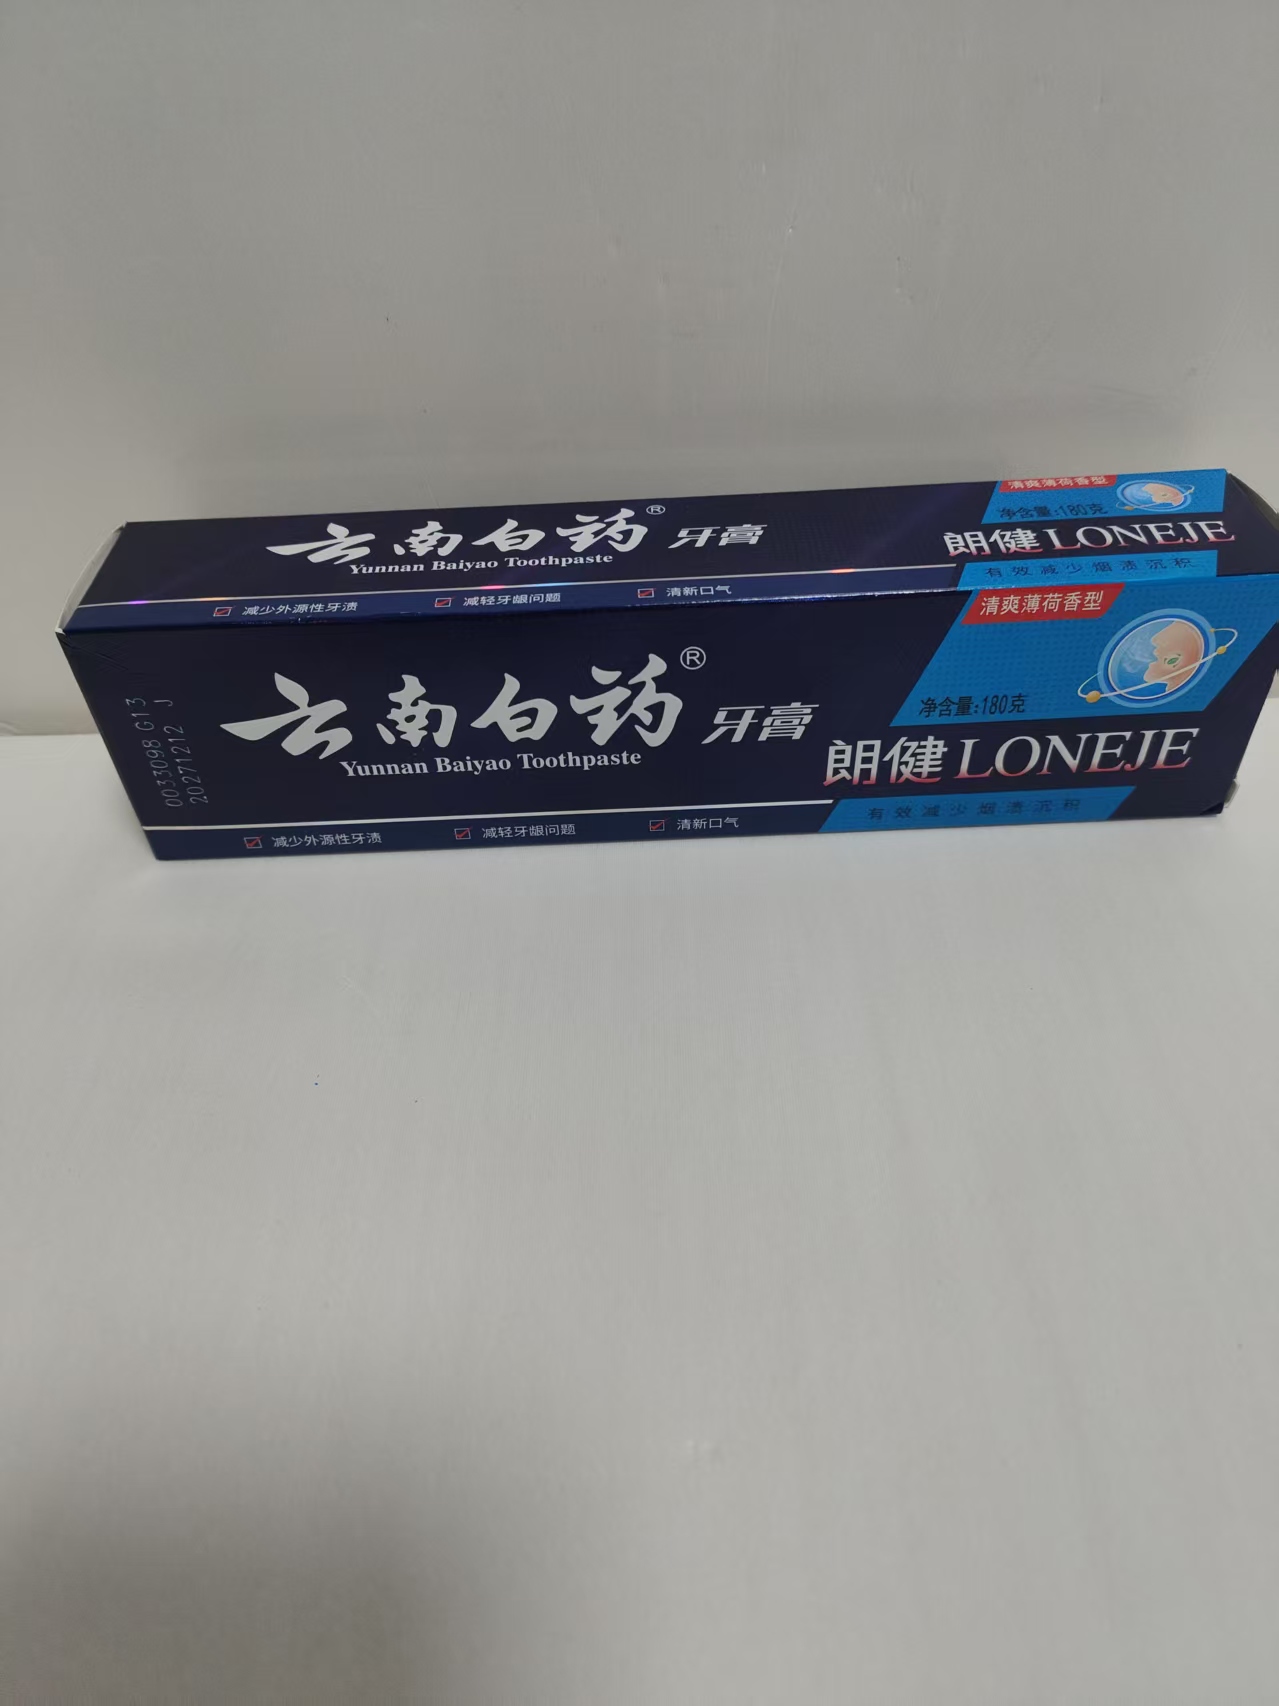 清爽薄荷香型
净含量:180克
云南白药® 牙膏
Yunnan Baiyao Toothpaste
朗健 LONEJE
有效减少烟渍沉积
减少外源性牙渍 减轻牙龈问题 清新口气
清爽薄荷香型
净含量:180克
云南白药® 牙膏
Yunnan Baiyao Toothpaste
朗健 LONEJE
有效减少烟渍沉积
减少外源性牙渍 减轻牙龈问题 清新口气
0033098 G13
20271212 J